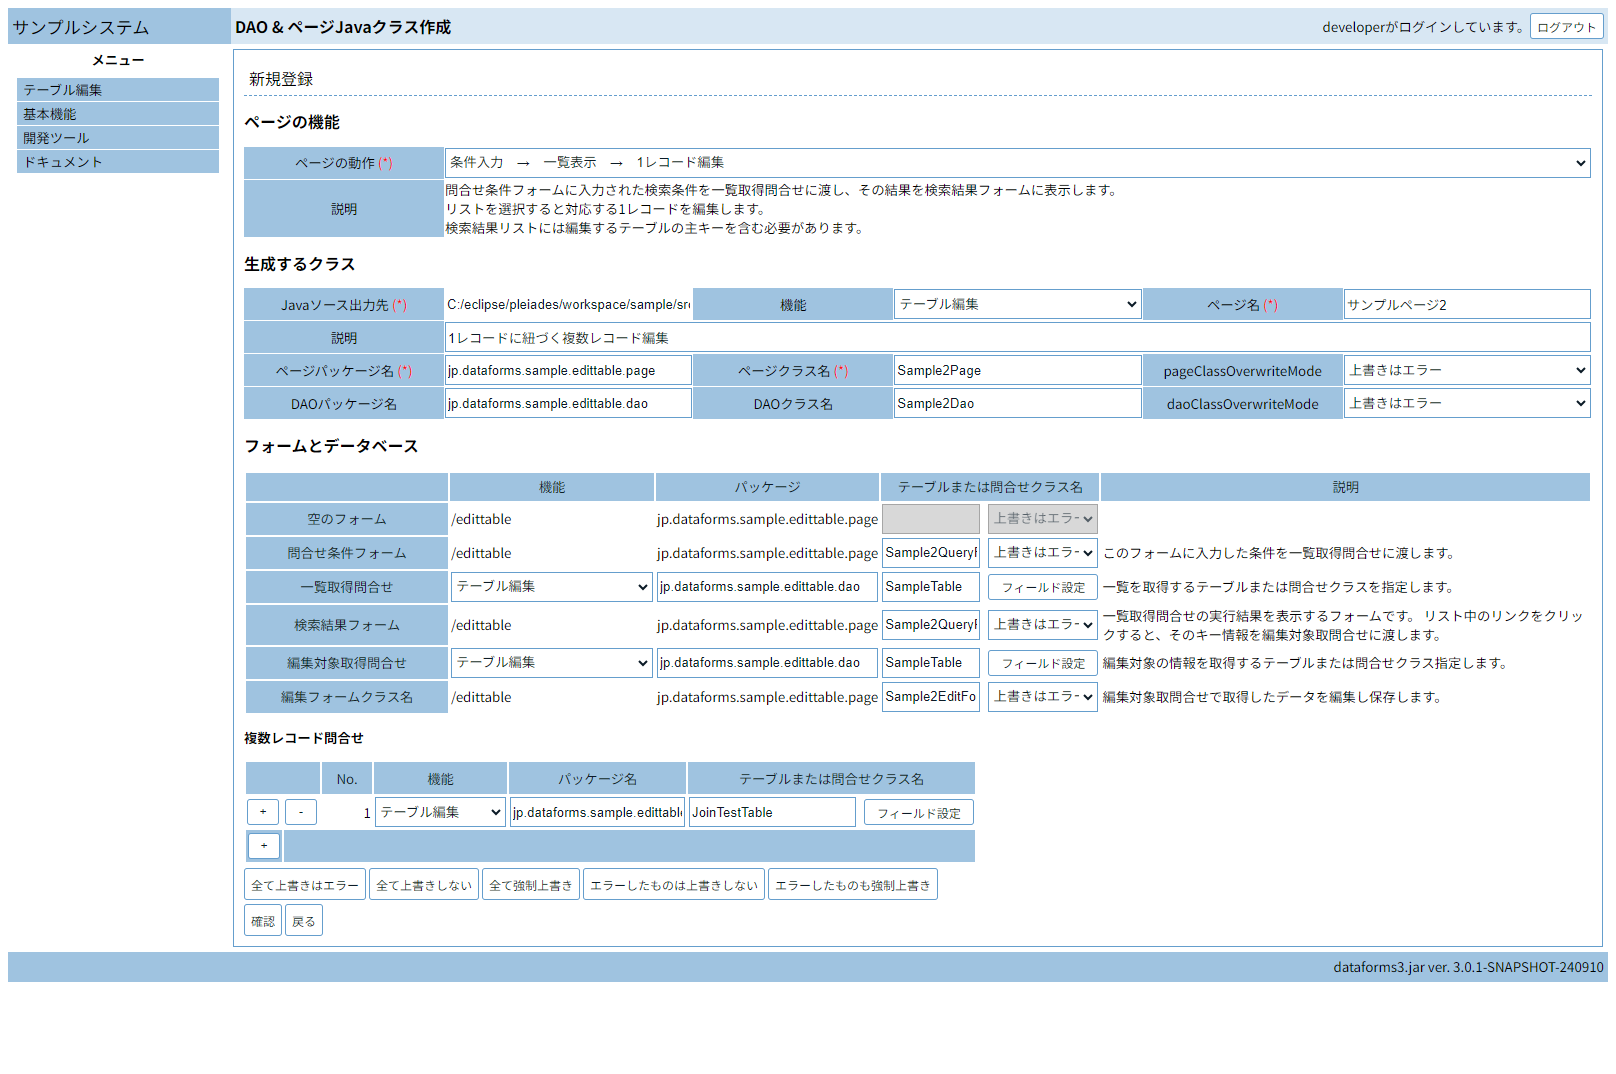 サンプルシステム
DAO & ページJavaクラス作成
developerがログインしています。 ログアウト
メニュー
テーブル編集
基本機能
開発ツール
ドキュメント
新規登録
ページの機能
ページの動作 (*) 条件入力 → 一覧表示 → 1レコード編集
説明
問合せ条件フォームに入力された検索条件を一覧取得問合せに渡し、その結果を検索結果フォームに表示します。
リストを選択すると対応する1レコードを編集します。
検索結果リストには編集するテーブルの主キーを含む必要があります。
生成するクラス
Javaソース出力先 (*) C:/eclipse/pleiades/workspace/sample/sr 機能 テーブル編集 ページ名 (*) サンプルページ2
説明 1レコードに紐づく複数レコード編集
ページパッケージ名 (*) jp.dataforms.sample.edittable.page ページクラス名 (*) Sample2Page pageClassOverwriteMode 上書きはエラー
DAOパッケージ名 jp.dataforms.sample.edittable.dao DAOクラス名 Sample2Dao daoClassOverwriteMode 上書きはエラー
フォームとデータベース
機能 パッケージ テーブルまたは問合せクラス名 説明
空のフォーム /edittable jp.dataforms.sample.edittable.page 上書きはエラー
問合せ条件フォーム /edittable jp.dataforms.sample.edittable.page Sample2Query 上書きはエラー このフォームに入力した条件を一覧取得問合せに渡します。
一覧取得問合せ テーブル編集 jp.dataforms.sample.edittable.dao SampleTable フィールド設定 一覧を取得するテーブルまたは問合せクラスを指定します。
検索結果フォーム /edittable jp.dataforms.sample.edittable.page Sample2Query 上書きはエラー 一覧取得問合せの実行結果を表示するフォームです。 リスト中のリンクをクリッ
クすると、そのキー情報を編集対象取問合せに渡します。
編集対象取得問合せ テーブル編集 jp.dataforms.sample.edittable.dao SampleTable フィールド設定 編集対象の情報を取得するテーブルまたは問合せクラス指定します。
編集フォームクラス名 /edittable jp.dataforms.sample.edittable.page Sample2EditFo 上書きはエラー 編集対象取問合せで取得したデータを編集し保存します。
複数レコード問合せ
No. 機能 パッケージ名 テーブルまたは問合せクラス名
+ - 1 テーブル編集 jp.dataforms.sample.edittabl JoinTestTable フィールド設定
+
全て上書きはエラー 全て上書きしない 全て強制上書き エラーしたものは上書きしない エラーしたものも強制上書き
確認 戻る
dataforms3.jar ver. 3.0.1-SNAPSHOT-240910